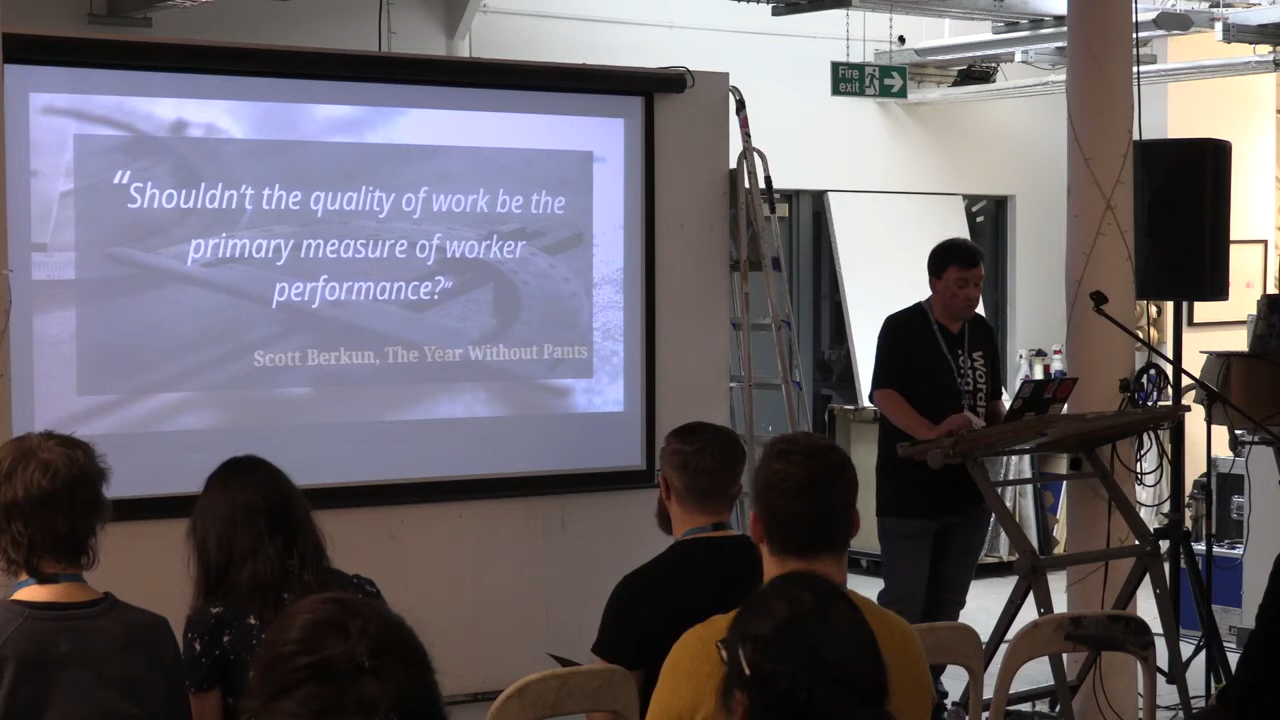 “Shouldn’t the quality of work be the
primary measure of worker
performance?”
Scott Berkun, The Year Without Pants
Fire
exit